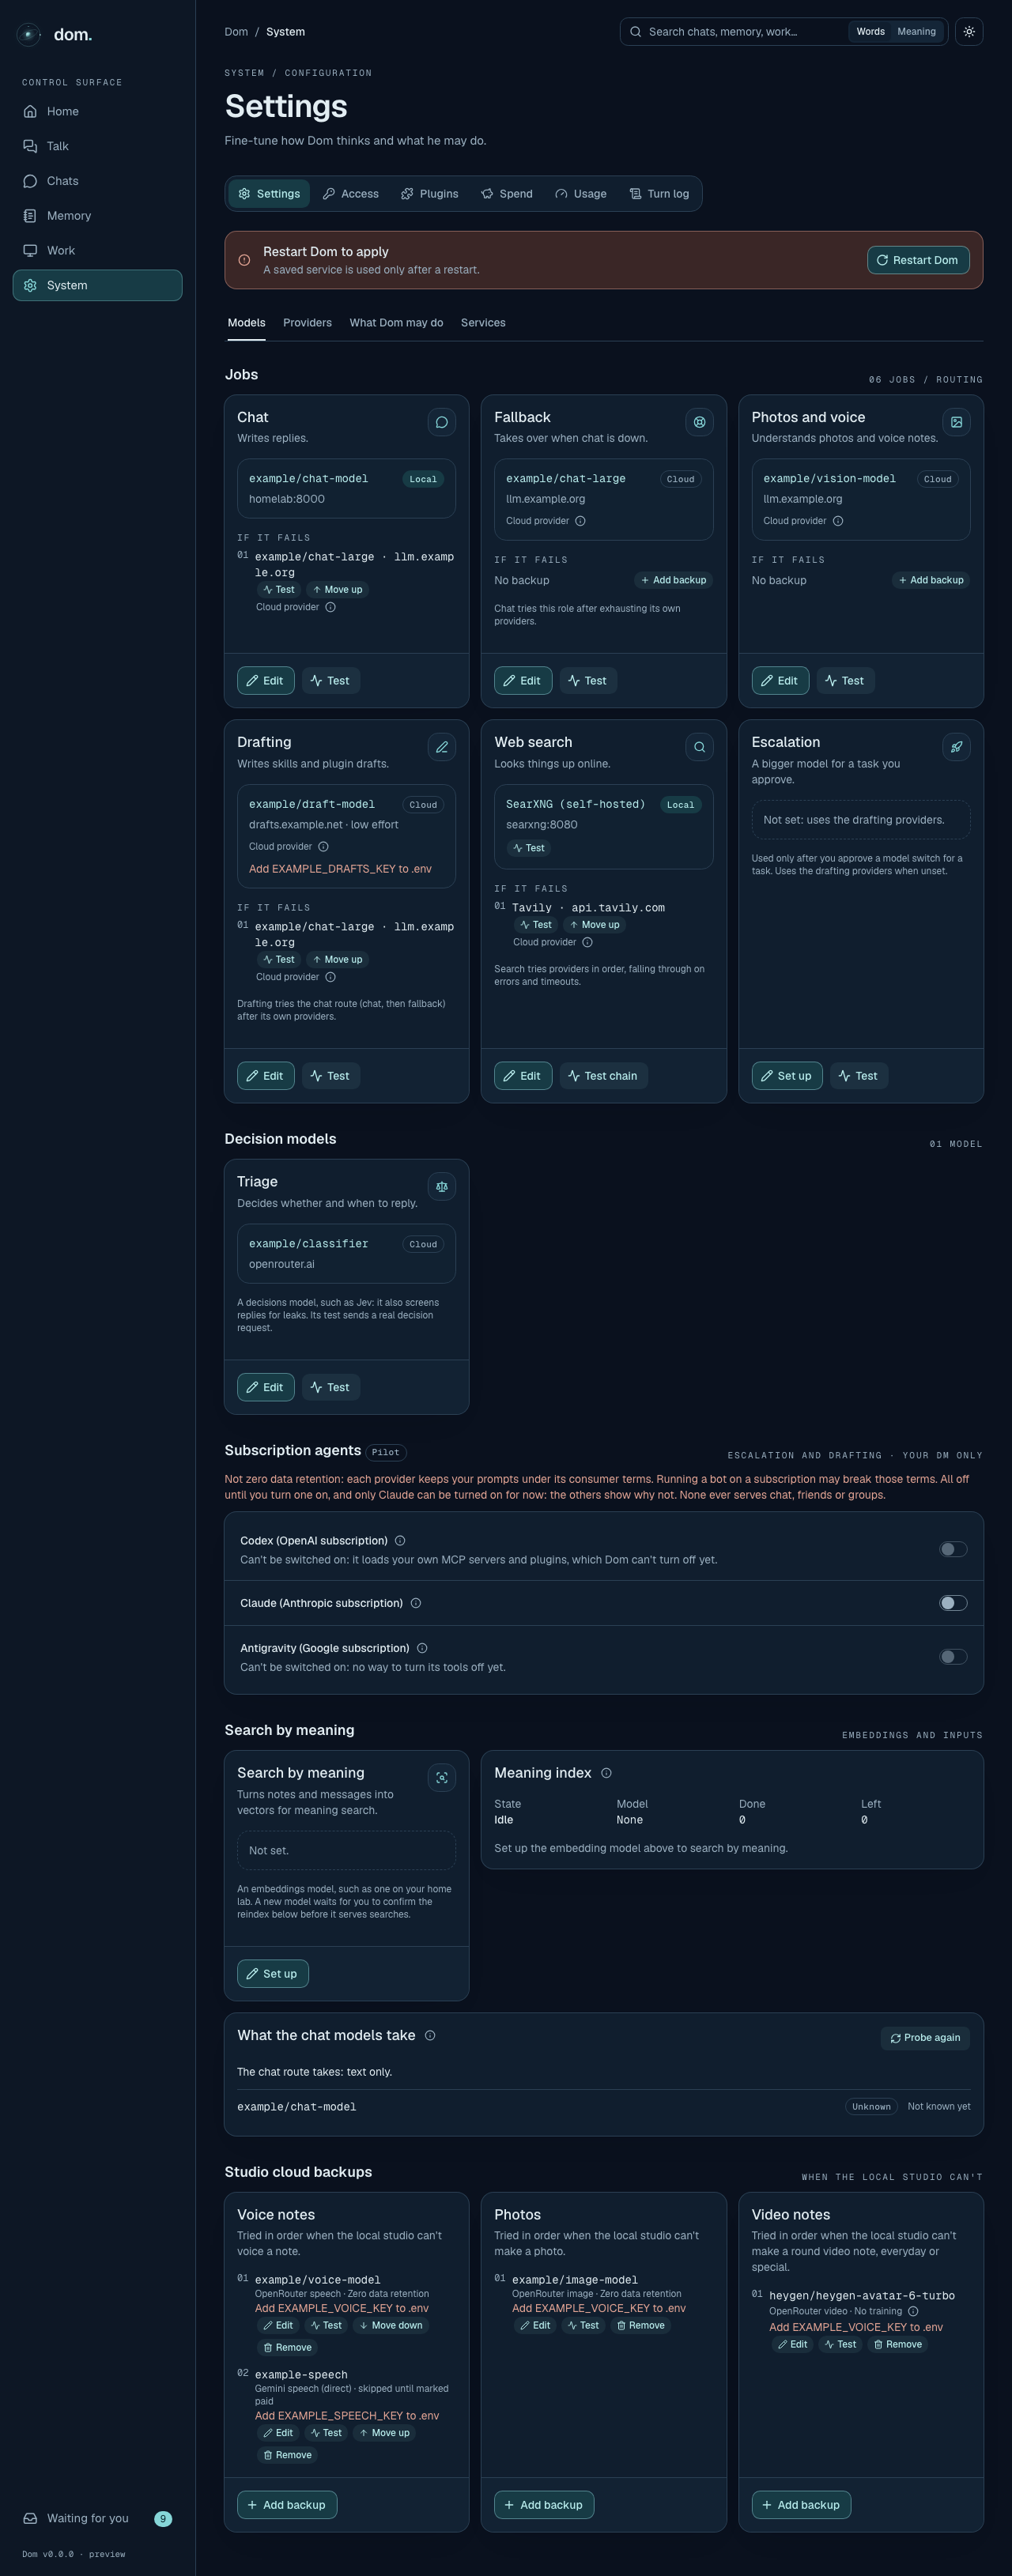 dom.
CONTROL SURFACE
Home
Talk
Chats
Memory
Work
System
Waiting for you
9
Dom v0.0.0 · preview
Dom / System
Search chats, memory, work...
Words
Meaning
SYSTEM / CONFIGURATION
Settings
Fine-tune how Dom thinks and what he may do.
Settings
Access
Plugins
Spend
Usage
Turn log
Restart Dom to apply
A saved service is used only after a restart.
Restart Dom
Models
Providers
What Dom may do
Services
Jobs
06 JOBS / ROUTING
Chat
Writes replies.
example/chat-model
Local
homelab:8000
IF IT FAILS
01 example/chat-large · llm.examp
le.org
Test
Move up
Cloud provider
Edit
Test
Fallback
Takes over when chat is down.
example/chat-large
Cloud
llm.example.org
Cloud provider
IF IT FAILS
No backup
Add backup
Chat tries this role after exhausting its own
providers.
Edit
Test
Photos and voice
Understands photos and voice notes.
example/vision-model
Cloud
llm.example.org
Cloud provider
IF IT FAILS
No backup
Add backup
Edit
Test
Drafting
Writes skills and plugin drafts.
example/draft-model
Cloud
drafts.example.net · low effort
Cloud provider
Add EXAMPLE_DRAFTS_KEY to .env
IF IT FAILS
01 example/chat-large · llm.examp
le.org
Test
Move up
Cloud provider
Drafting tries the chat route (chat, then fallback)
after its own providers.
Edit
Test
Web search
Looks things up online.
SearXNG (self-hosted)
Local
searxng:8080
Test
IF IT FAILS
01 Tavily · api.tavily.com
Test
Move up
Cloud provider
Search tries providers in order, falling through on
errors and timeouts.
Edit
Test chain
Escalation
A bigger model for a task you
approve.
Not set: uses the drafting providers.
Used only after you approve a model switch for a
task. Uses the drafting providers when unset.
Set up
Test
Decision models
01 MODEL
Triage
Decides whether and when to reply.
example/classifier
Cloud
openrouter.ai
A decisions model, such as Jev: it also screens
replies for leaks. Its test sends a real decision
request.
Edit
Test
Subscription agents
Pilot
ESCALATION AND DRAFTING · YOUR DM ONLY
Not zero data retention: each provider keeps your prompts under its consumer terms. Running a bot on a subscription may break those terms. All off
until you turn one on, and only Claude can be turned on for now: the others show why not. None ever serves chat, friends or groups.
Codex (OpenAI subscription)
Can't be switched on: it loads your own MCP servers and plugins, which Dom can't turn off yet.
Claude (Anthropic subscription)
Antigravity (Google subscription)
Can't be switched on: no way to turn its tools off yet.
Search by meaning
EMBEDDINGS AND INPUTS
Search by meaning
Turns notes and messages into
vectors for meaning search.
Not set.
An embeddings model, such as one on your home
lab. A new model waits for you to confirm the
reindex below before it serves searches.
Set up
Meaning index
State
Model
Done
Left
Idle
None
0
0
Set up the embedding model above to search by meaning.
What the chat models take
Probe again
The chat route takes: text only.
example/chat-model
Unknown
Not known yet
Studio cloud backups
WHEN THE LOCAL STUDIO CAN'T
Voice notes
Tried in order when the local studio can't
voice a note.
01 example/voice-model
OpenRouter speech · Zero data retention
Add EXAMPLE_VOICE_KEY to .env
Edit
Test
Move down
Remove
02 example-speech
Gemini speech (direct) · skipped until marked
paid
Add EXAMPLE_SPEECH_KEY to .env
Edit
Test
Move up
Remove
Add backup
Photos
Tried in order when the local studio can't
make a photo.
01 example/image-model
OpenRouter image · Zero data retention
Add EXAMPLE_VOICE_KEY to .env
Edit
Test
Remove
Add backup
Video notes
Tried in order when the local studio can't
make a round video note, everyday or
special.
01 heygen/heygen-avatar-6-turbo
OpenRouter video · No training
Add EXAMPLE_VOICE_KEY to .env
Edit
Test
Remove
Add backup